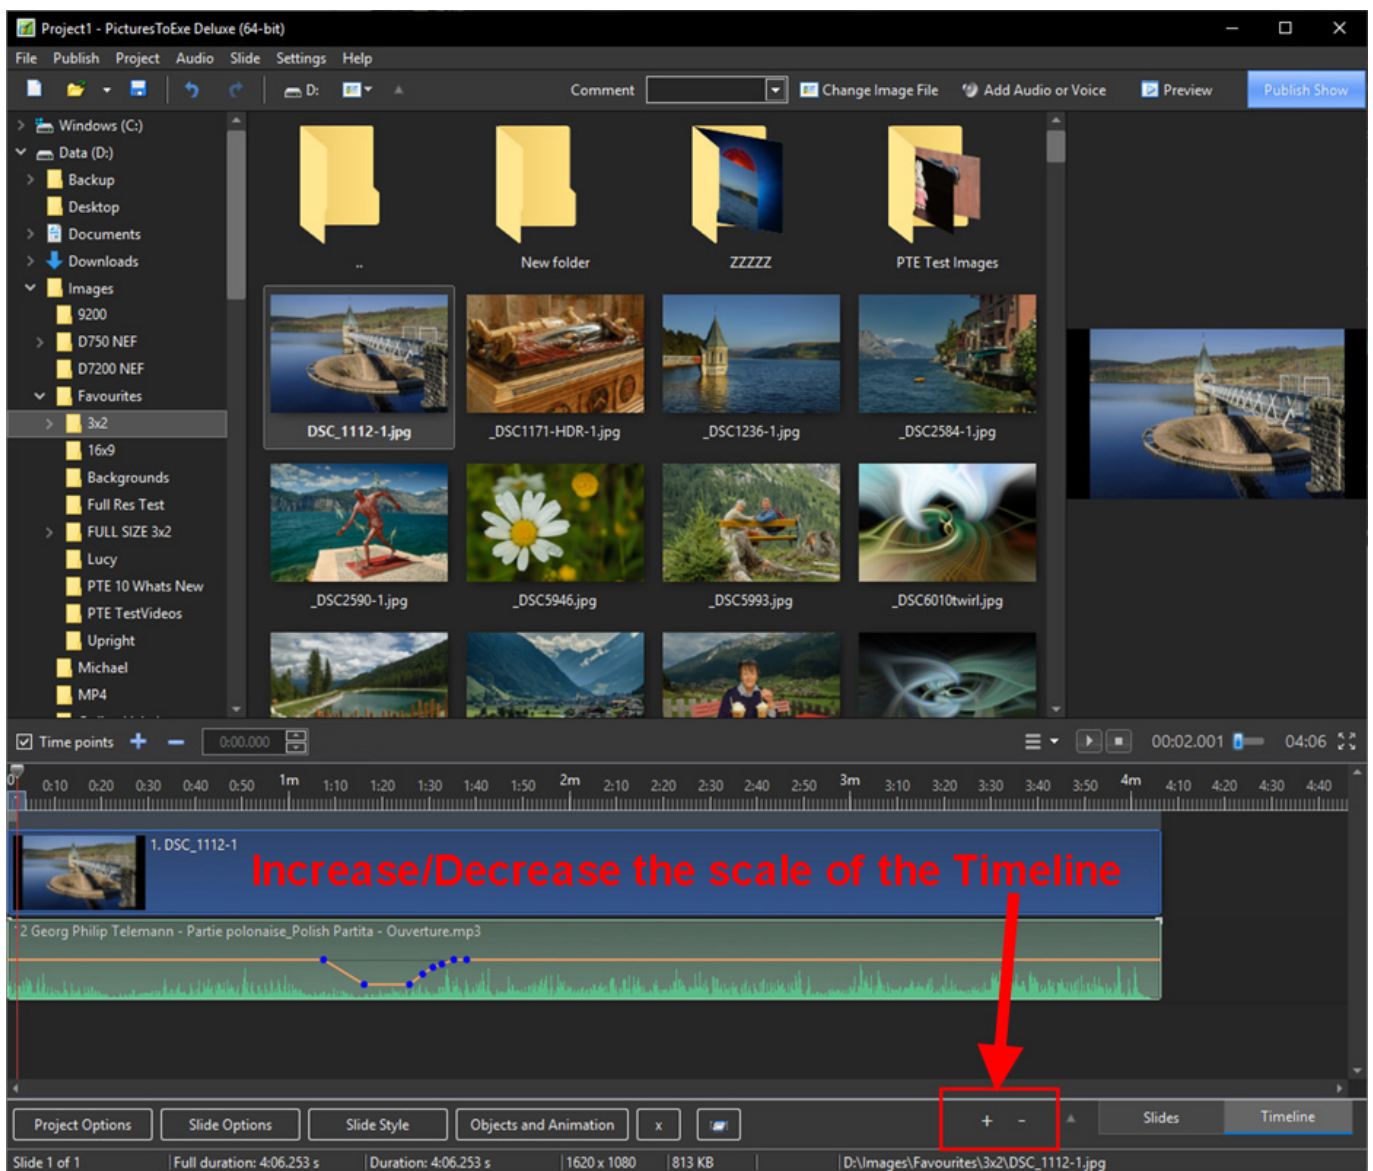 Project1 - PicturesToExe Deluxe (64-bit)
File Publish Project Audio Slide Settings Help
D: Comment Change Image File Add Audio or Voice Preview Publish Show
Windows (C:)
Data (D:)
Backup
Desktop
Documents
Downloads
Images
9200
D750 NEF
D7200 NEF
Favourites
3x2
16x9
Backgrounds
Full Res Test
FULL SIZE 3x2
Lucy
PTE 10 Whats New
PTE TestVideos
Upright
Michael
MP4
.. New folder ZZZZZ PTE Test Images
DSC_1112-1.jpg _DSC1171-HDR-1.jpg _DSC1236-1.jpg _DSC2584-1.jpg
_DSC2590-1.jpg _DSC5946.jpg _DSC5993.jpg _DSC6010twirl.jpg
Time points + − 0:00.000 00:02.001 04:06
0 0:10 0:20 0:30 0:40 0:50 1m 1:10 1:20 1:30 1:40 1:50 2m 2:10 2:20 2:30 2:40 2:50 3m 3:10 3:20 3:30 3:40 3:50 4m 4:10 4:20 4:30 4:40
1. DSC_1112-1
Increase/Decrease the scale of the Timeline
2 Georg Philip Telemann - Partie polonaise_Polish Partita - Ouverture.mp3
Project Options Slide Options Slide Style Objects and Animation x + - Slides Timeline
Slide 1 of 1 Full duration: 4:06.253 s Duration: 4:06.253 s 1620 x 1080 813 KB D:\Images\Favourites\3x2\DSC_1112-1.jpg